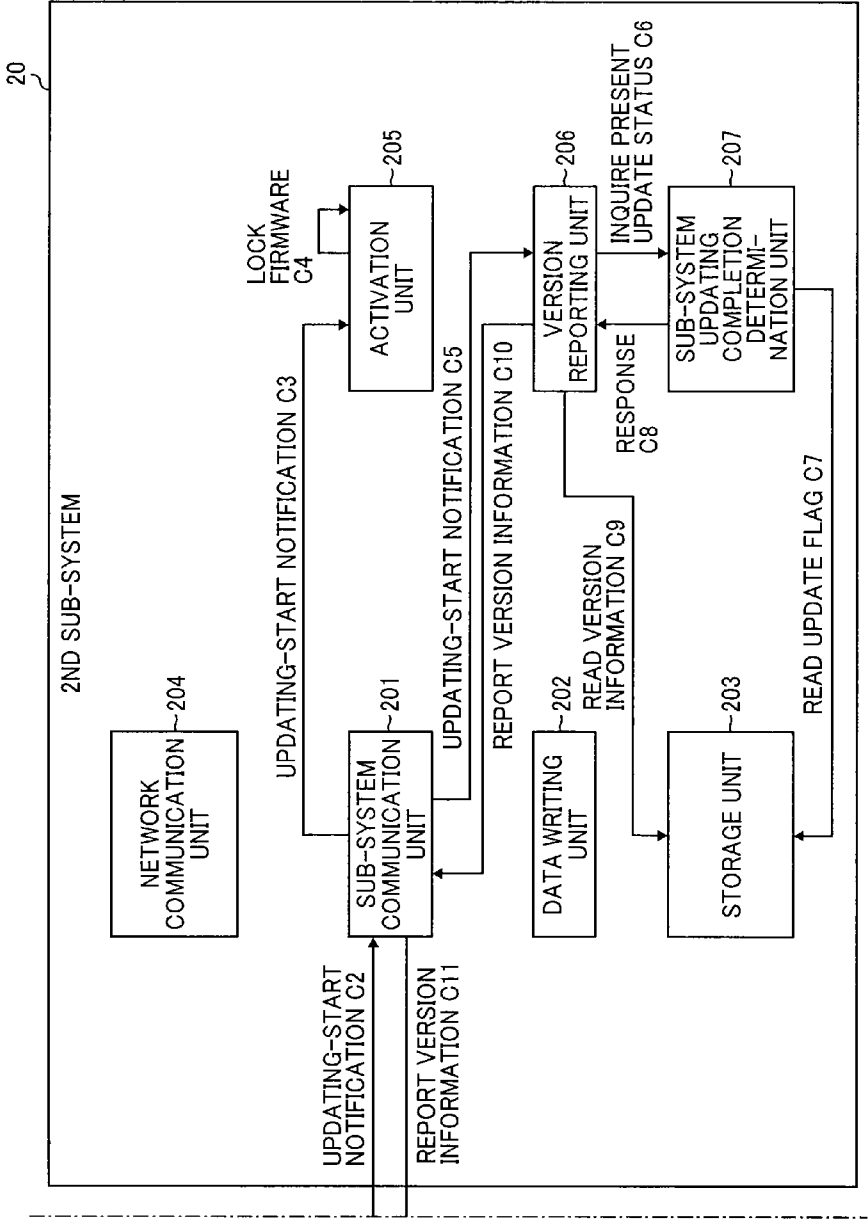 20
2ND SUB-SYSTEM
NETWORK
COMMUNICATION
UNIT
204
UPDATING-START NOTIFICATION C3
LOCK
FIRMWARE
C4
ACTIVATION
UNIT
205
UPDATING-START
NOTIFICATION C2
REPORT VERSION
INFORMATION C11
SUB-SYSTEM
COMMUNICATION
UNIT
201
UPDATING-START NOTIFICATION C5
REPORT VERSION INFORMATION C10
DATA WRITING
UNIT
202
READ VERSION
INFORMATION C9
VERSION
REPORTING UNIT
206
INQUIRE PRESENT
UPDATE STATUS C6
RESPONSE
C8
STORAGE UNIT
203
SUB-SYSTEM
UPDATING
COMPLETION
DETERMI-
NATION UNIT
207
READ UPDATE FLAG C7